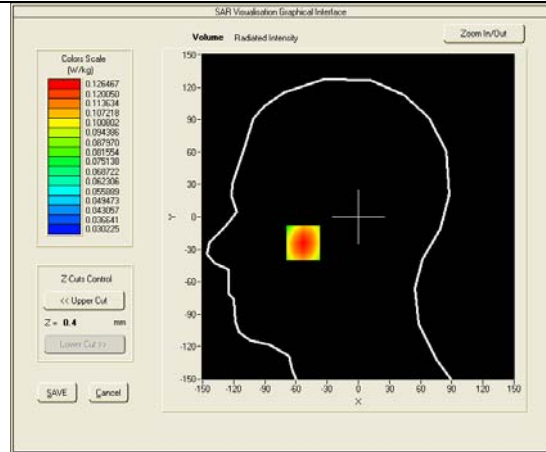 SAR Visualisation Graphical Interface
Volume Radiated Intensity
Zoom In/Out
Colors Scale
(W/kg)
0.126467
0.120050
0.113634
0.107218
0.100802
0.094386
0.087970
0.081554
0.075138
0.068722
0.062306
0.055889
0.049473
0.043057
0.036641
0.030225
Z-Cuts Control
<< Upper Cut
Z = 0.4 mm
Lower Cut >>
SAVE Cancel
150
120
90
60
30
0
-30
-60
-90
-120
-150
Y
-150 -120 -90 -60 -30 0 30 60 90 120 150
X